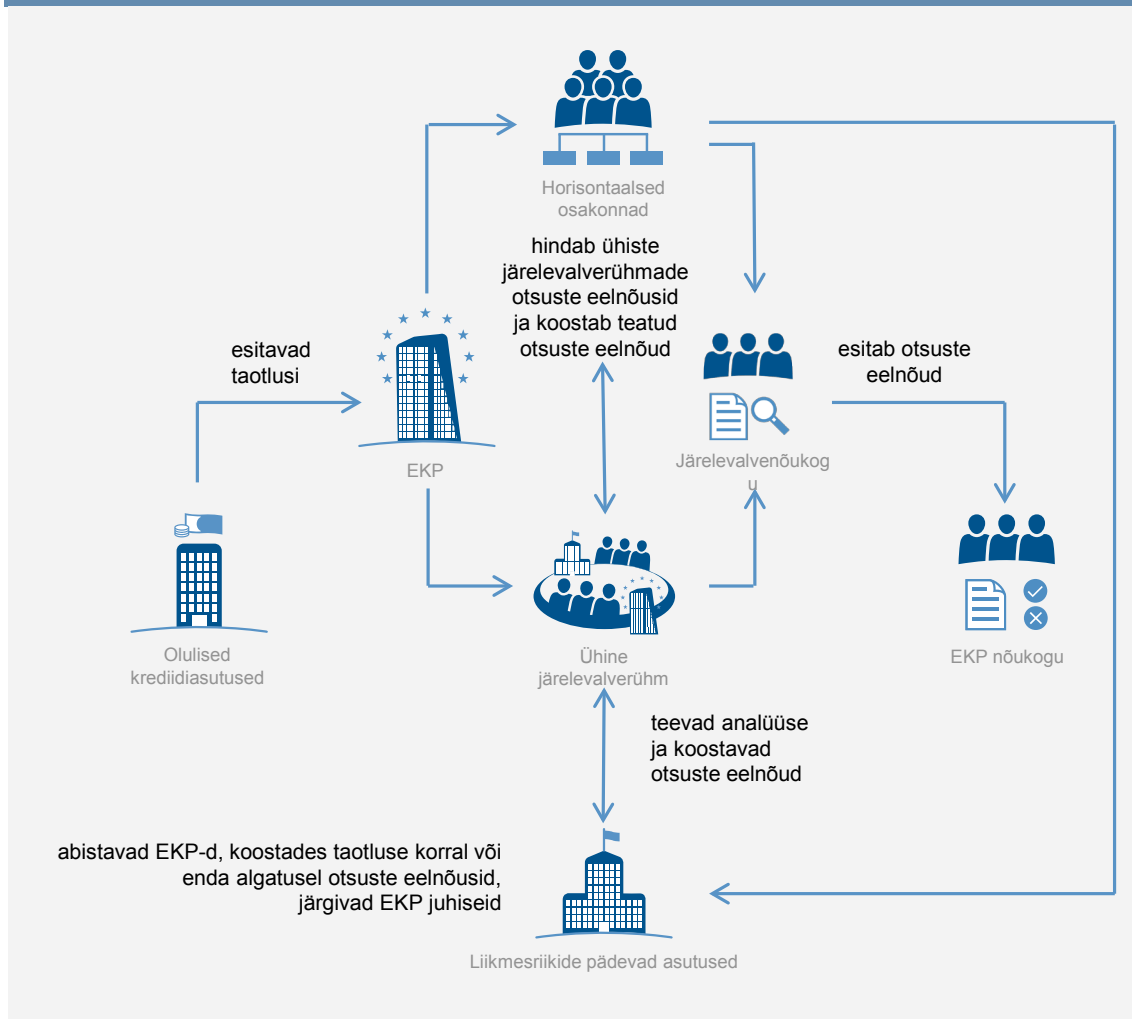 Horisontaalsed
osakonnad
hindab ühiste
järelevalverühmade
otsuste eelnõusid
ja koostab teatud
otsuste eelnõud
esitavad
taotlusi
EKP
esitab otsuste
eelnõud
Järelevalvenõukog
u
Olulised
krediidiasutused
Ühine
järelevalverühm
EKP nõukogu
teevad analüüse
ja koostavad
otsuste eelnõud
abistavad EKP-d, koostades taotluse korral või
enda algatusel otsuste eelnõusid,
järgivad EKP juhiseid
Liikmesriikide pädevad asutused